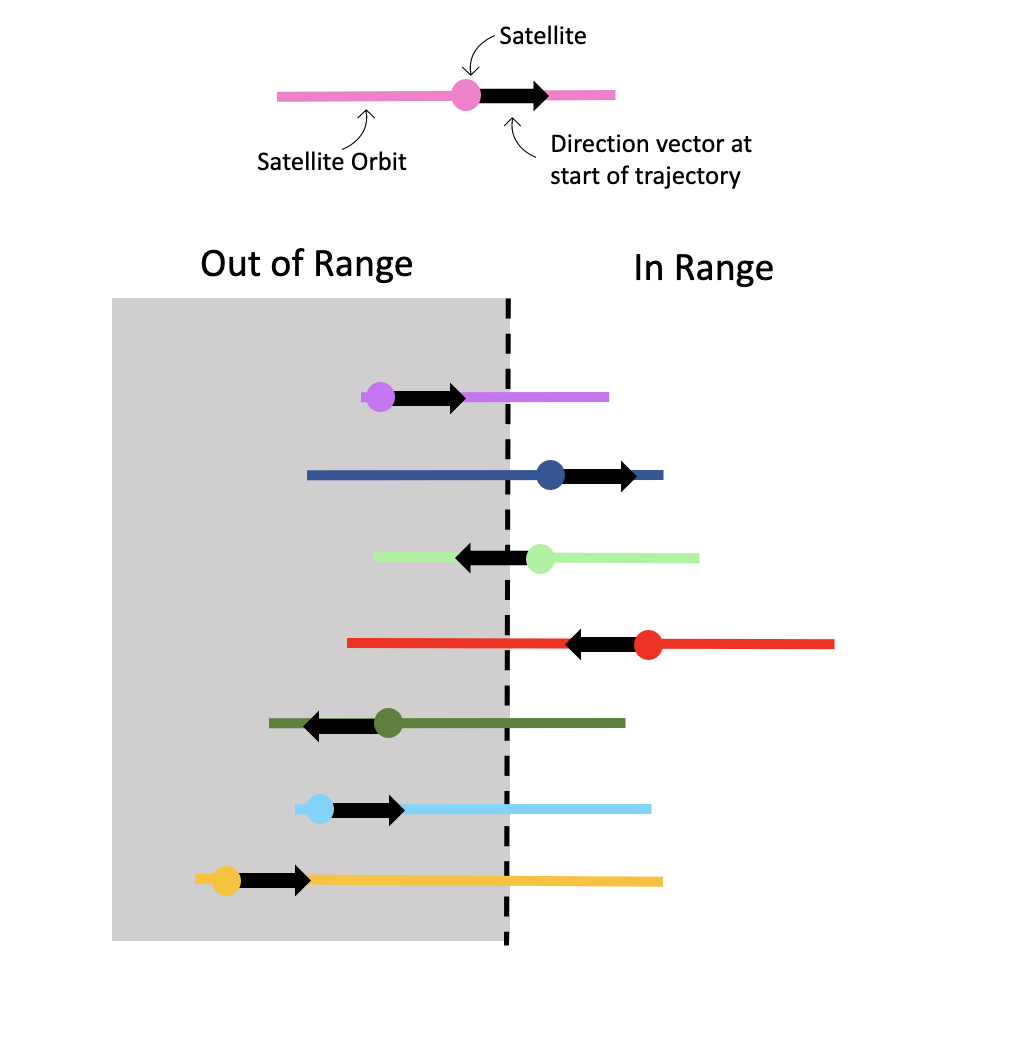 Satellite
Satellite Orbit
Direction vector at
start of trajectory
Out of Range
In Range